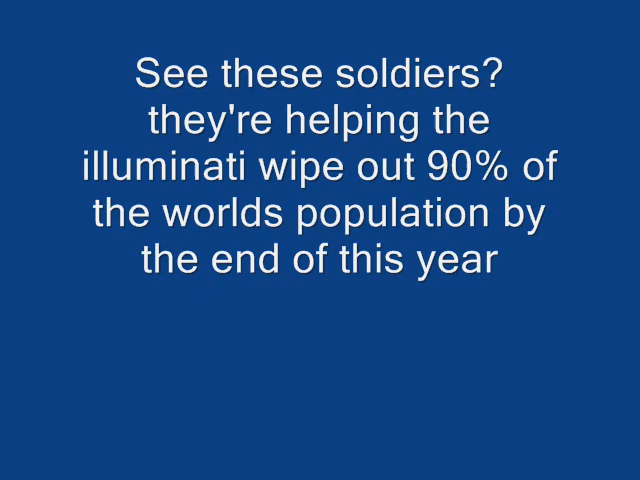 See these soldiers?
they're helping the
illuminati wipe out 90% of
the worlds population by
the end of this year